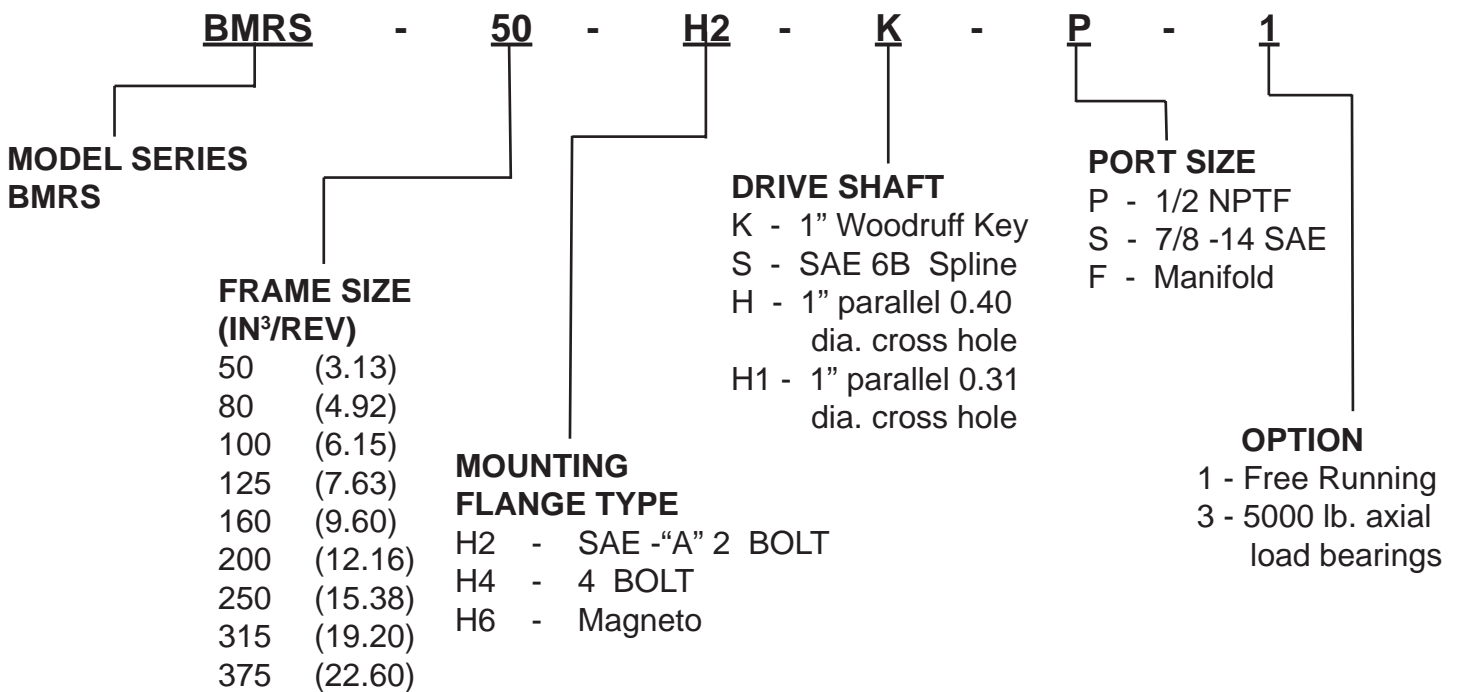 BMRS - 50 - H2 - K - P - 1
MODEL SERIES
BMRS
FRAME SIZE
(IN³/REV)
50 (3.13)
80 (4.92)
100 (6.15)
125 (7.63)
160 (9.60)
200 (12.16)
250 (15.38)
315 (19.20)
375 (22.60)
MOUNTING
FLANGE TYPE
H2 - SAE -“A” 2 BOLT
H4 - 4 BOLT
H6 - Magneto
DRIVE SHAFT
K - 1” Woodruff Key
S - SAE 6B Spline
H - 1” parallel 0.40
dia. cross hole
H1 - 1” parallel 0.31
dia. cross hole
PORT SIZE
P - 1/2 NPTF
S - 7/8 -14 SAE
F - Manifold
OPTION
1 - Free Running
3 - 5000 lb. axial
load bearings